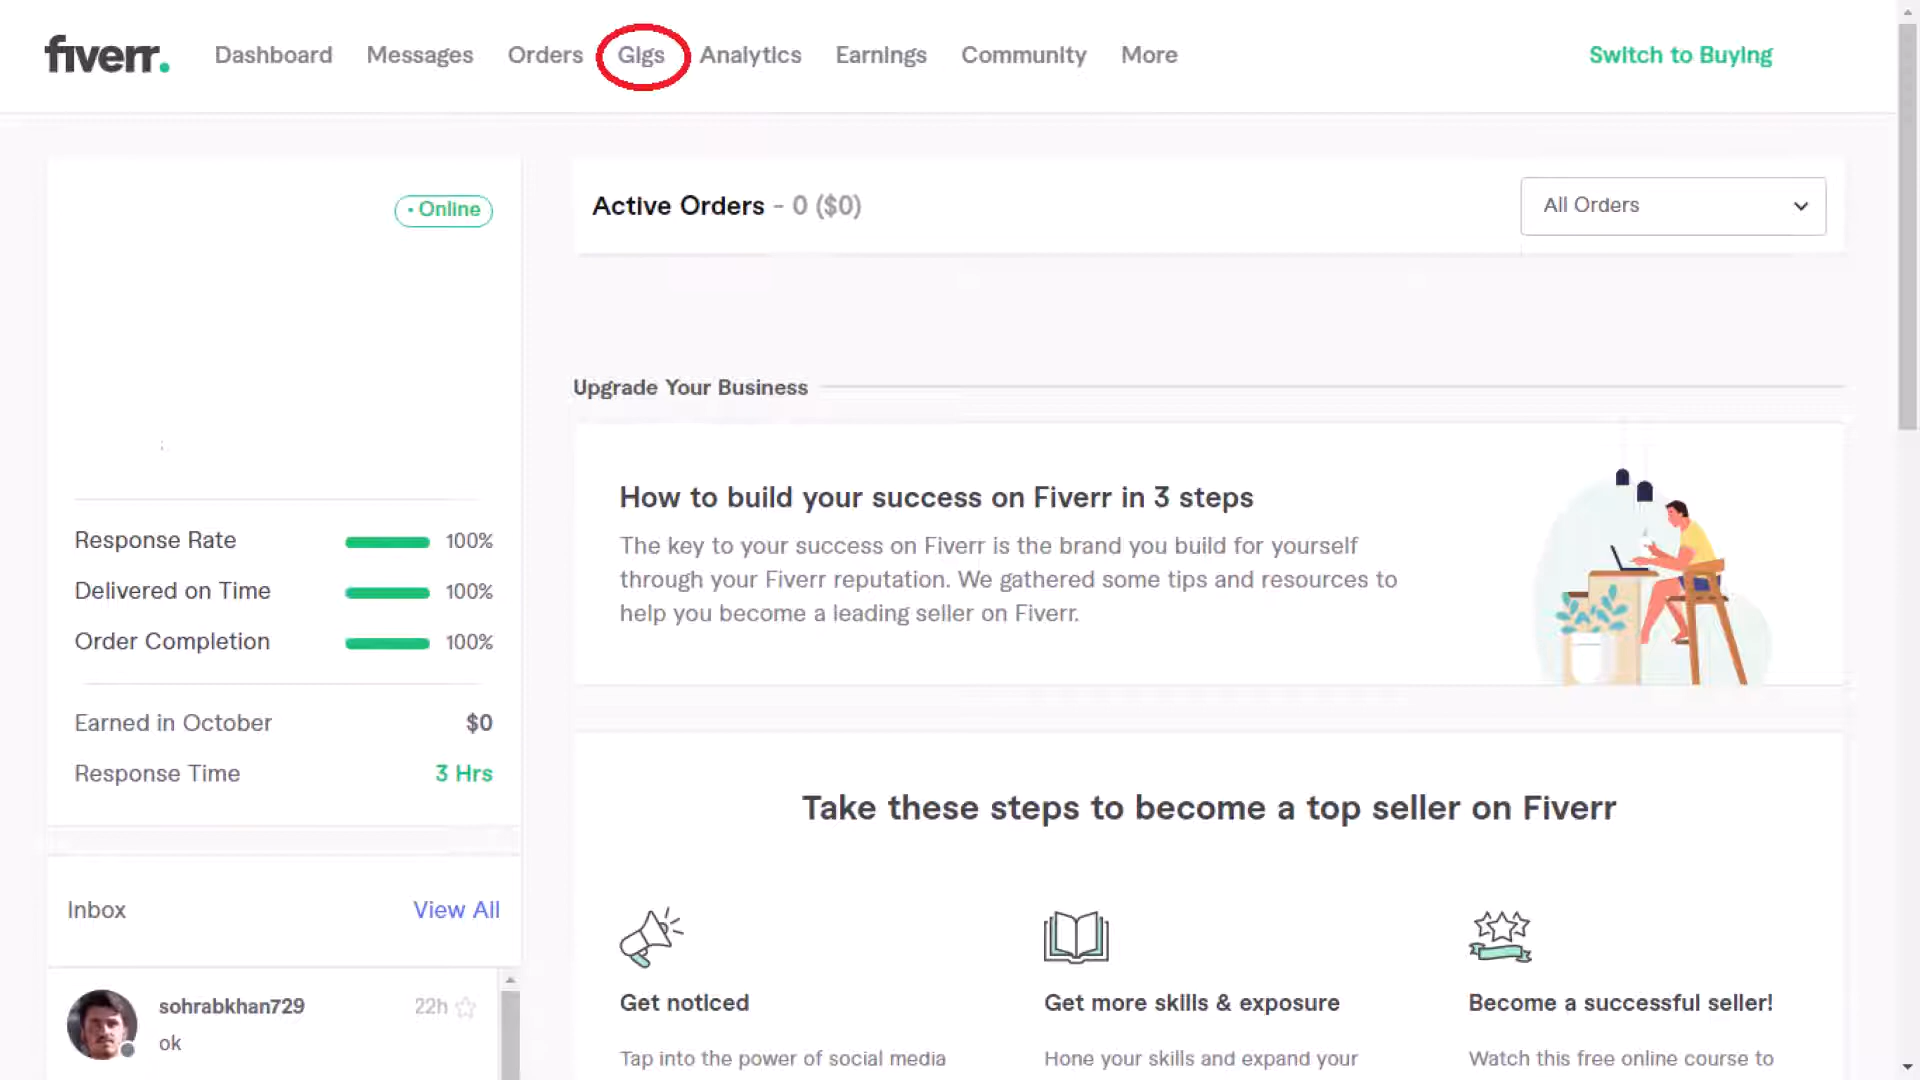 fiverr.
Dashboard
Messages
Orders
Gigs
Analytics
Earnings
Community
More
Switch to Buying
Online
Active Orders - 0 ($0)
All Orders
Upgrade Your Business
How to build your success on Fiverr in 3 steps
The key to your success on Fiverr is the brand you build for yourself
through your Fiverr reputation. We gathered some tips and resources to
help you become a leading seller on Fiverr.
Response Rate 100%
Delivered on Time 100%
Order Completion 100%
Earned in October $0
Response Time 3 Hrs
Take these steps to become a top seller on Fiverr
Inbox View All
sohrabkhan729 22h
ok
Get noticed
Tap into the power of social media
Get more skills & exposure
Hone your skills and expand your
Become a successful seller!
Watch this free online course to